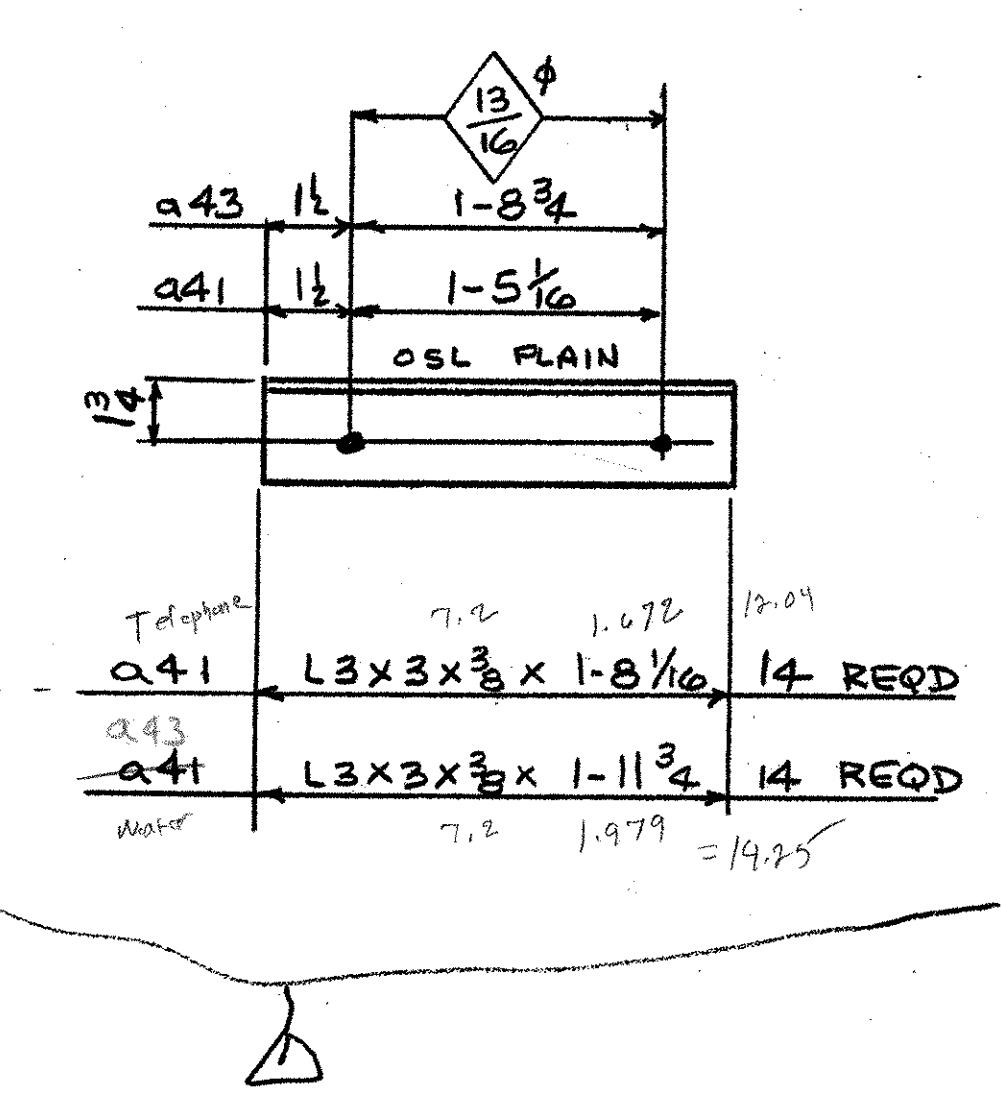 13/16 ϕ
a43 1½ 1-8¾
a41 1½ 1-5 1/16
OSL PLAIN
1¾
Telephone 7.2 1.672 12.04
a41 L3×3×⅜ × 1-8 1/16 14 REQD
a43
a41 L3×3×⅜ × 1-11¾ 14 REQD
Water 7.2 1.979 =14.25